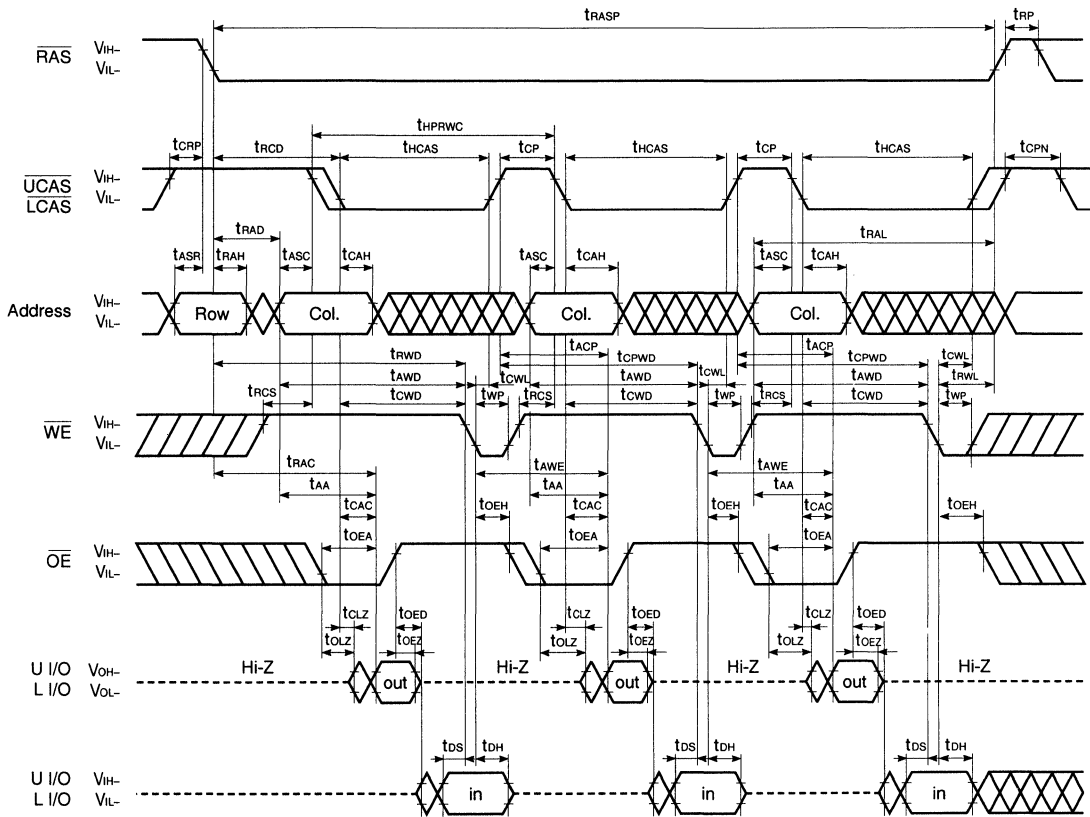 tRASP tRP
RAS VIH–
VIL–
tHPRWC
tCRP tRCD tHCAS tCP tHCAS tCP tHCAS tCPN
UCAS VIH–
LCAS VIL–
tRAD tRAL
tASR tRAH tASC tCAH tASC tCAH tASC tCAH
Address VIH–
VIL–
Row Col. Col. Col.
tACP tACP
tRWD tCPWD tCPWD tCWL
tAWD tCWL tAWD tCWL tAWD tRWL
tRCS tCWD tWP tRCS tCWD tWP tRCS tCWD tWP
WE VIH–
VIL–
tRAC tAWE tAWE
tAA tAA tAA
tCAC tOEH tCAC tOEH tCAC tOEH
tOEA tOEA tOEA
OE VIH–
VIL–
tCLZ tOED tCLZ tOED tCLZ tOED
tOLZ tOEZ tOLZ tOEZ tOLZ tOEZ
U I/O VOH–
L I/O VOL–
Hi-Z out Hi-Z out Hi-Z out Hi-Z
tDS tDH tDS tDH tDS tDH
U I/O VIH–
L I/O VIL–
in in in